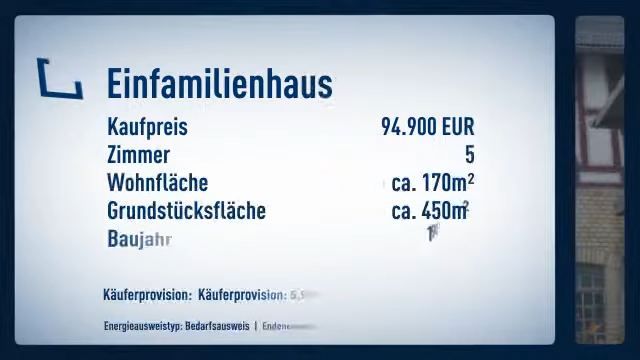 Einfamilienhaus
Kaufpreis 94.900 EUR
Zimmer 5
Wohnfläche ca. 170m²
Grundstücksfläche ca. 450m²
Baujahr
Käuferprovision: Käuferprovision:
Energieausweistyp: Bedarfsausweis |